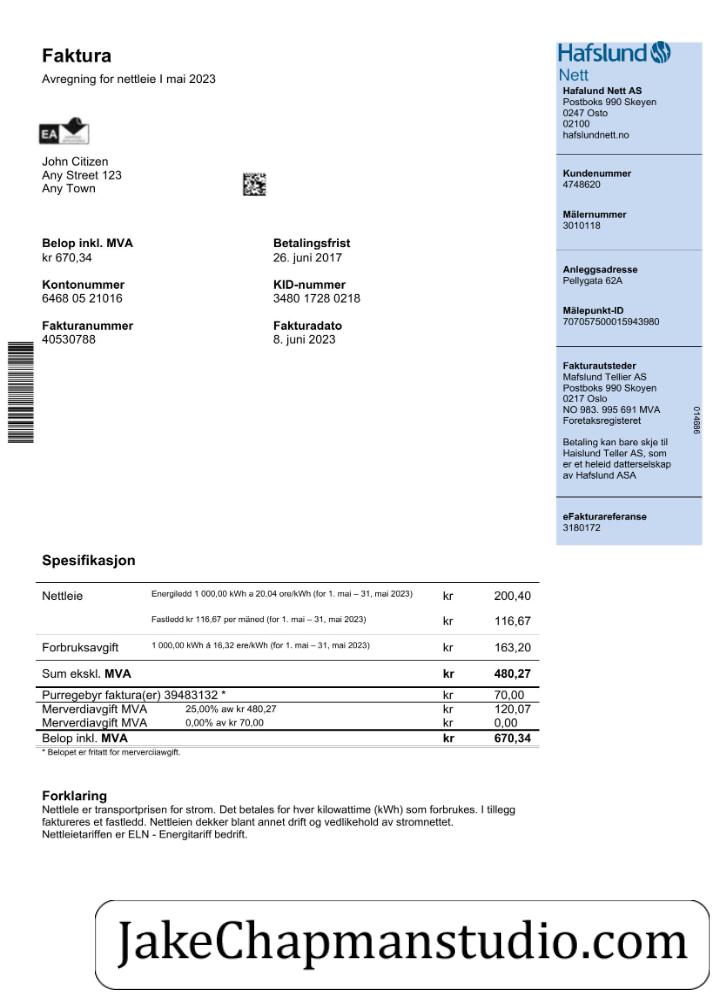 Faktura
Avregning for nettleie I mai 2023
EA
John Citizen
Any Street 123
Any Town
Belop inkl. MVA
kr 670,34
Betalingsfrist
26. juni 2017
Kontonummer
6468 05 21016
KID-nummer
3480 1728 0218
Fakturanummer
40530788
Fakturadato
8. juni 2023
Hafslund
Nett
Hafalund Nett AS
Postboks 990 Skeyen
0247 Osto
02100
hafslundnett.no
Kundenummer
4748620
Målernummer
3010118
Anleggsadresse
Pellygata 62A
Målepunkt-ID
707057500015943980
Fakturautsteder
Mafslund Tellier AS
Postboks 990 Skoyen
0217 Oslo
NO 983. 995 691 MVA
Foretaksregisteret
Betaling kan bare skje til
Haislund Teller AS, som
er et heleid datterselskap
av Hafslund ASA
014686
eFakturareferanse
3180172
Spesifikasjon
Nettleie Energiledd 1 000,00 kWh a 20,04 ore/kWh (for 1. mai – 31, mai 2023) kr 200,40
Fastledd kr 116,67 per måned (for 1. mai – 31, mai 2023) kr 116,67
Forbruksavgift 1 000,00 kWh á 16,32 ere/kWh (for 1. mai – 31, mai 2023) kr 163,20
Sum ekskl. MVA kr 480,27
Purregebyr faktura(er) 39483132 * kr 70,00
Merverdiavgift MVA 25,00% aw kr 480,27 kr 120,07
Merverdiavgift MVA 0,00% av kr 70,00 kr 0,00
Belop inkl. MVA kr 670,34
* Belopet er fritatt for merverciiawgift.
Forklaring
Nettlele er transportprisen for strom. Det betales for hver kilowattime (kWh) som forbrukes. I tillegg
faktureres et fastledd. Nettleien dekker blant annet drift og vedlikehold av stromnettet.
Nettleietariffen er ELN - Energitariff bedrift.
JakeChapmanstudio.com